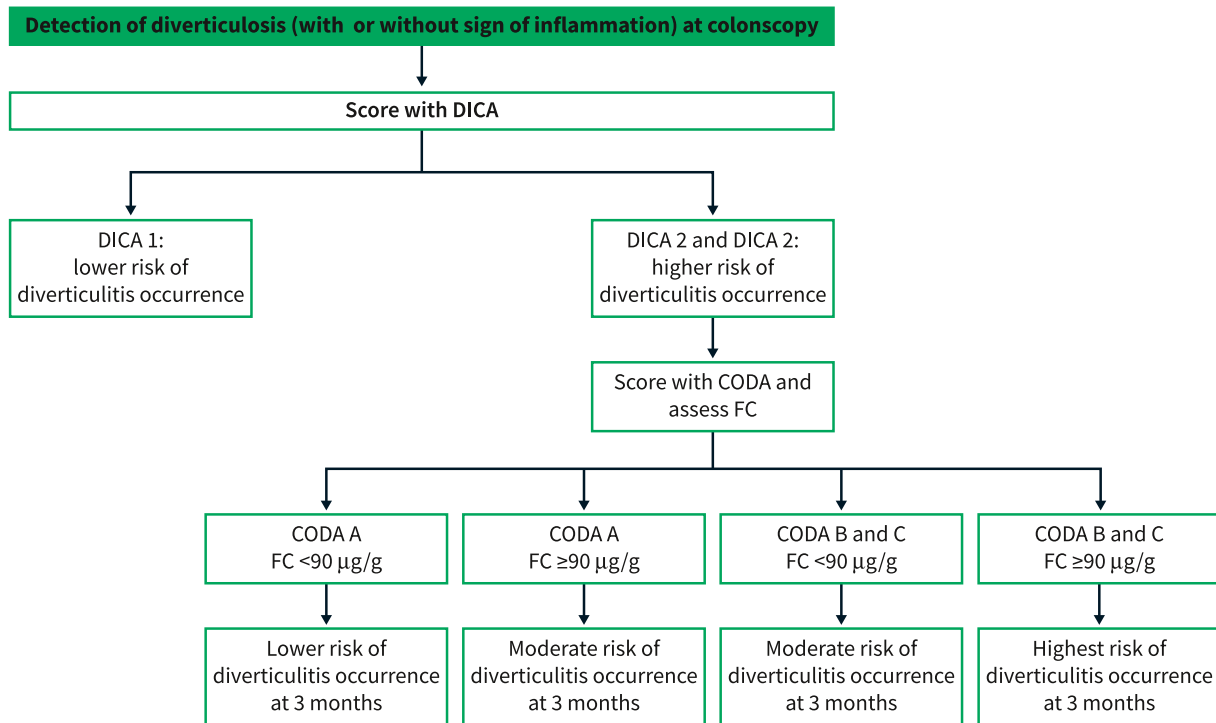 Detection of diverticulosis (with or without sign of inflammation) at colonscopy
Score with DICA
DICA 1:
lower risk of
diverticulitis occurrence
DICA 2 and DICA 2:
higher risk of
diverticulitis occurrence
Score with CODA and
assess FC
CODA A
FC <90 μg/g
CODA A
FC ≥90 μg/g
CODA B and C
FC <90 μg/g
CODA B and C
FC ≥90 μg/g
Lower risk of
diverticulitis occurrence
at 3 months
Moderate risk of
diverticulitis occurrence
at 3 months
Moderate risk of
diverticulitis occurrence
at 3 months
Highest risk of
diverticulitis occurrence
at 3 months